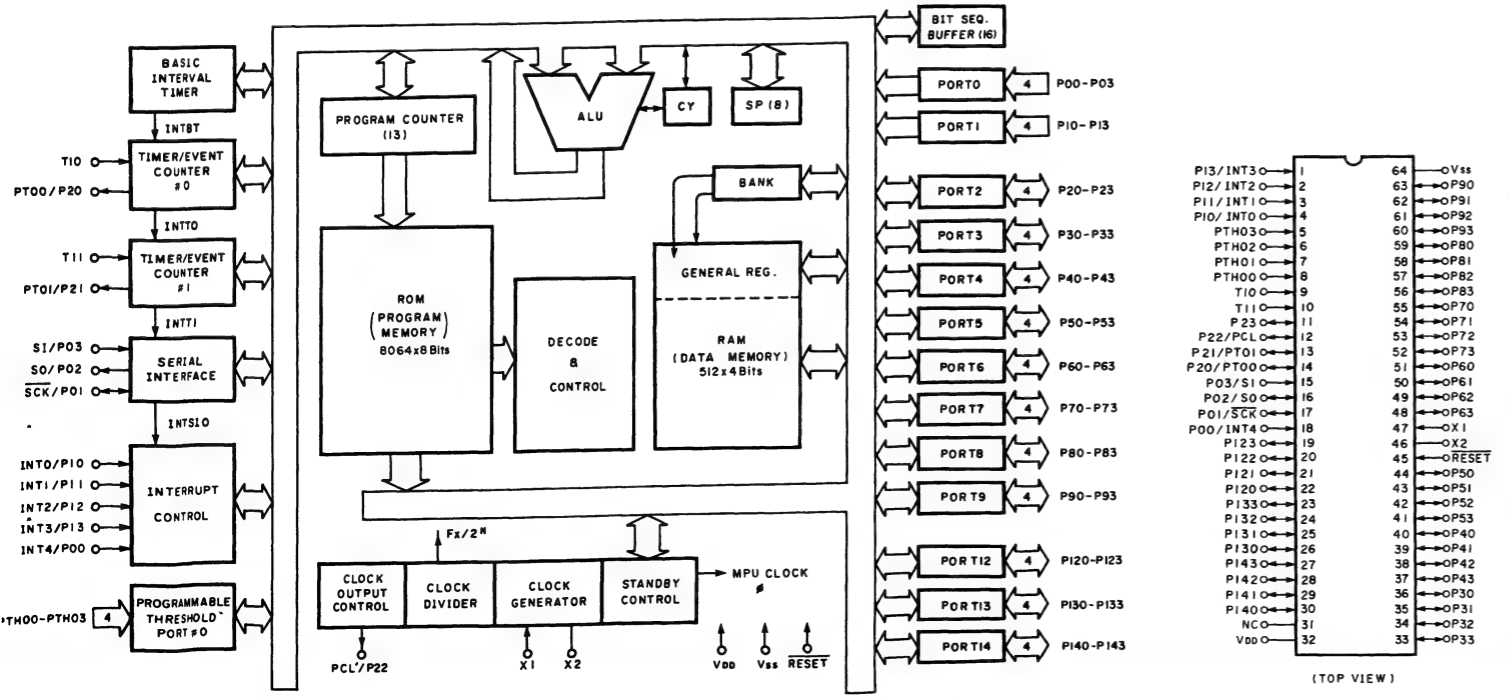 BIT SEQ.
BUFFER (16)
BASIC
INTERVAL
TIMER
INTBT
TIMER/EVENT
COUNTER
#0
TI0
PTO0/P20
INTT0
TIMER/EVENT
COUNTER
#1
TI1
PTO1/P21
INTT1
SERIAL
INTERFACE
SI/P03
SO/P02
SCK/P01
INTSIO
INTERRUPT
CONTROL
INT0/P10
INT1/P11
INT2/P12
INT3/P13
INT4/P00
PROGRAMMABLE
THRESHOLD
PORT #0
4
PROGRAM COUNTER
(13)
ALU
CY
SP (8)
BANK
ROM
(PROGRAM
MEMORY)
8064x8Bits
DECODE
&
CONTROL
GENERAL REG.
RAM
(DATA MEMORY)
512x4Bits
Fx/2ᴺ
CLOCK
OUTPUT
CONTROL
CLOCK
DIVIDER
CLOCK
GENERATOR
STANDBY
CONTROL
MPU CLOCK
ø
PCL/P22
X1
X2
VDD
Vss
RESET
PORT0 4 P00-P03
PORT1 4 P10-P13
PORT2 4 P20-P23
PORT3 4 P30-P33
PORT4 4 P40-P43
PORT5 4 P50-P53
PORT6 4 P60-P63
PORT7 4 P70-P73
PORT8 4 P80-P83
PORT9 4 P90-P93
PORT12 4 P120-P123
PORT13 4 P130-P133
PORT14 4 P140-P143
P13/INT3 1 64 Vss
P12/INT2 2 63 P90
P11/INT1 3 62 P91
P10/INT0 4 61 P92
PTH03 5 60 P93
PTH02 6 59 P80
PTH01 7 58 P81
PTH00 8 57 P82
TI0 9 56 P83
TI1 10 55 P70
P23 11 54 P71
P22/PCL 12 53 P72
P21/PTO1 13 52 P73
P20/PTO0 14 51 P60
P03/SI 15 50 P61
P02/SO 16 49 P62
P01/SCK 17 48 P63
P00/INT4 18 47 X1
P123 19 46 X2
P122 20 45 RESET
P121 21 44 P50
P120 22 43 P51
P133 23 42 P52
P132 24 41 P53
P131 25 40 P40
P130 26 39 P41
P143 27 38 P42
P142 28 37 P43
P141 29 36 P30
P140 30 35 P31
NC 31 34 P32
VDD 32 33 P33
(TOP VIEW)